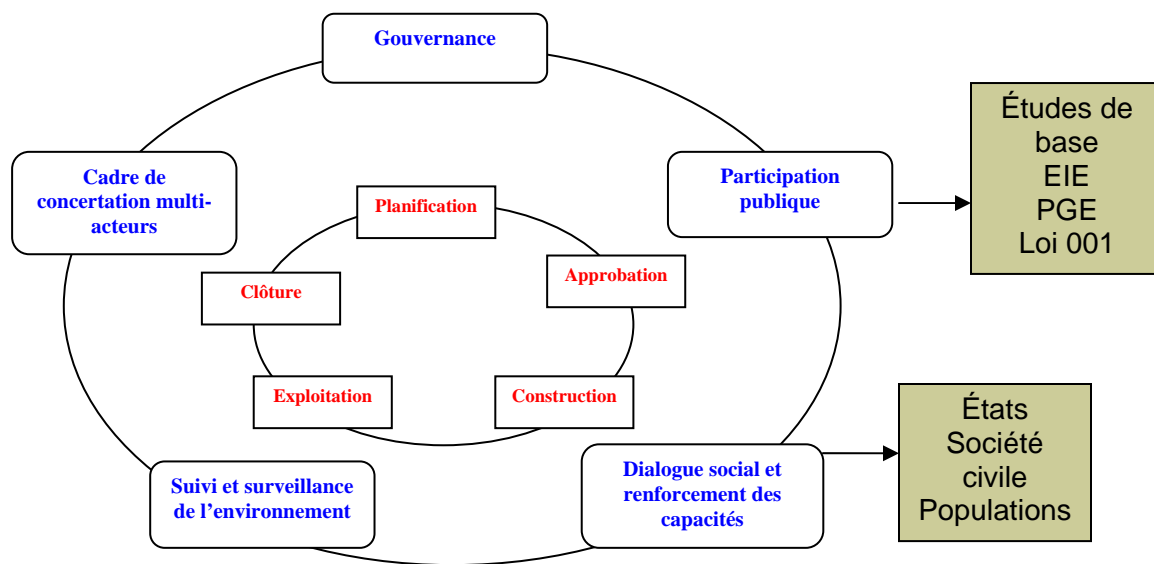 Gouvernance
Études de
base
EIE
PGE
Loi 001
Cadre de
concertation multi-
acteurs
Participation
publique
Planification
Clôture
Approbation
Exploitation
Construction
États
Société
civile
Populations
Suivi et surveillance
de l’environnement
Dialogue social et
renforcement des
capacités